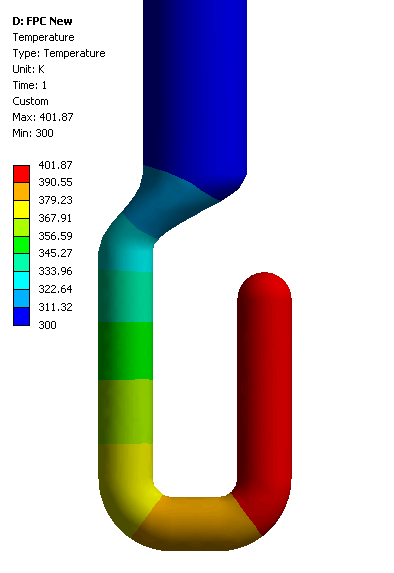 D: FPC New
Temperature
Type: Temperature
Unit: K
Time: 1
Custom
Max: 401.87
Min: 300
401.87
390.55
379.23
367.91
356.59
345.27
333.96
322.64
311.32
300